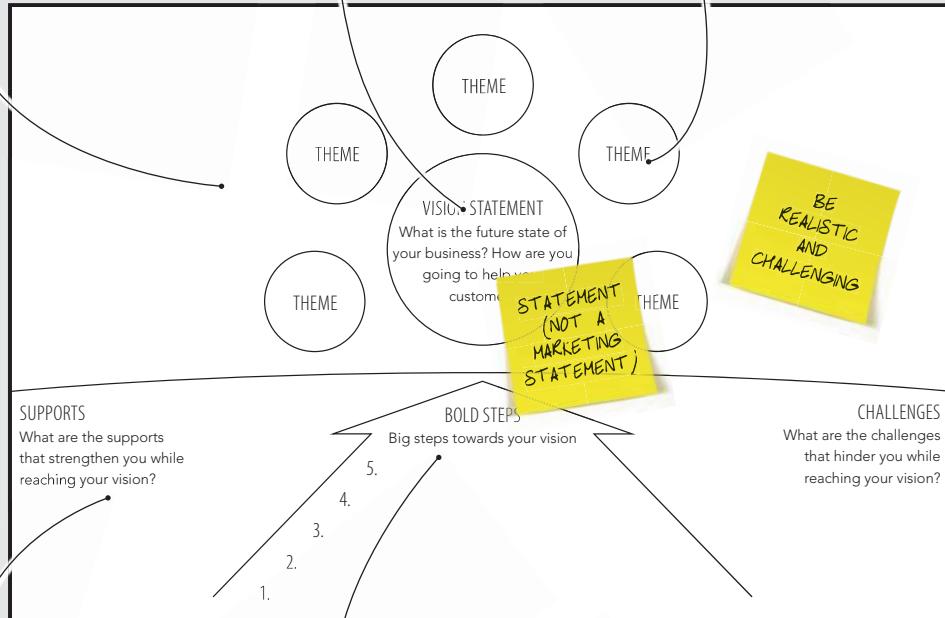 THEME
THEME
THEME
THEME
THEME
VISION STATEMENT
What is the future state of
your business? How are you
going to help
STATEMENT
(NOT A
MARKETING
STATEMENT)
BE
REALISTIC
AND
CHALLENGING
SUPPORTS
What are the supports
that strengthen you while
reaching your vision?
BOLD STEPS
Big steps towards your vision
5.
4.
3.
2.
1.
CHALLENGES
What are the challenges
that hinder you while
reaching your vision?